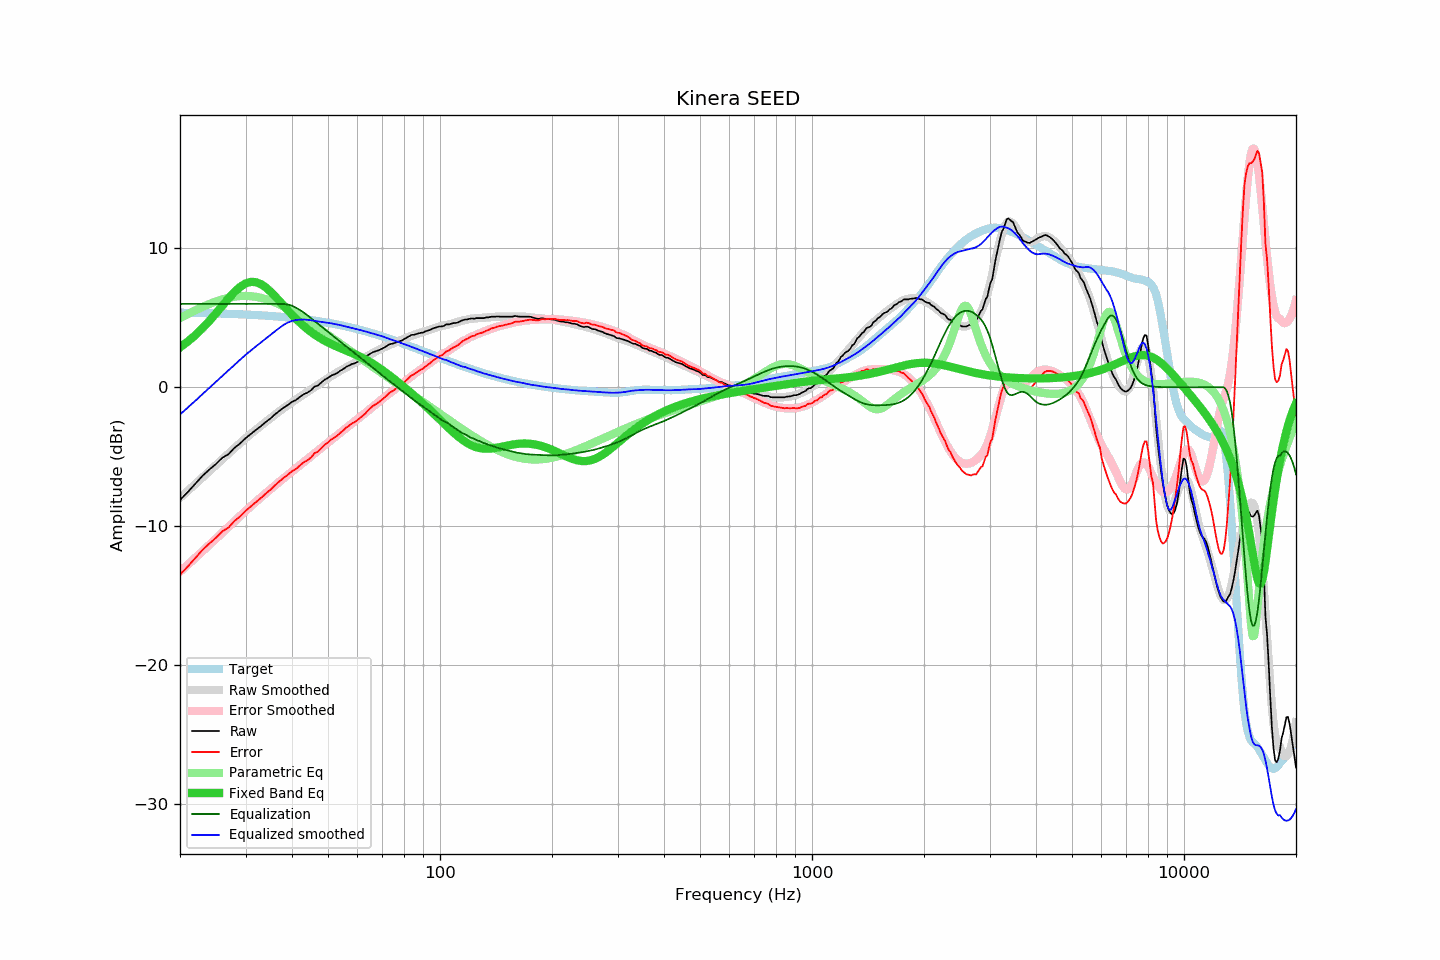 Kinera SEED
Amplitude (dBr)
10
0
−10
−20
−30
Target
Raw Smoothed
Error Smoothed
Raw
Error
Parametric Eq
Fixed Band Eq
Equalization
Equalized smoothed
100
1000
10000
Frequency (Hz)